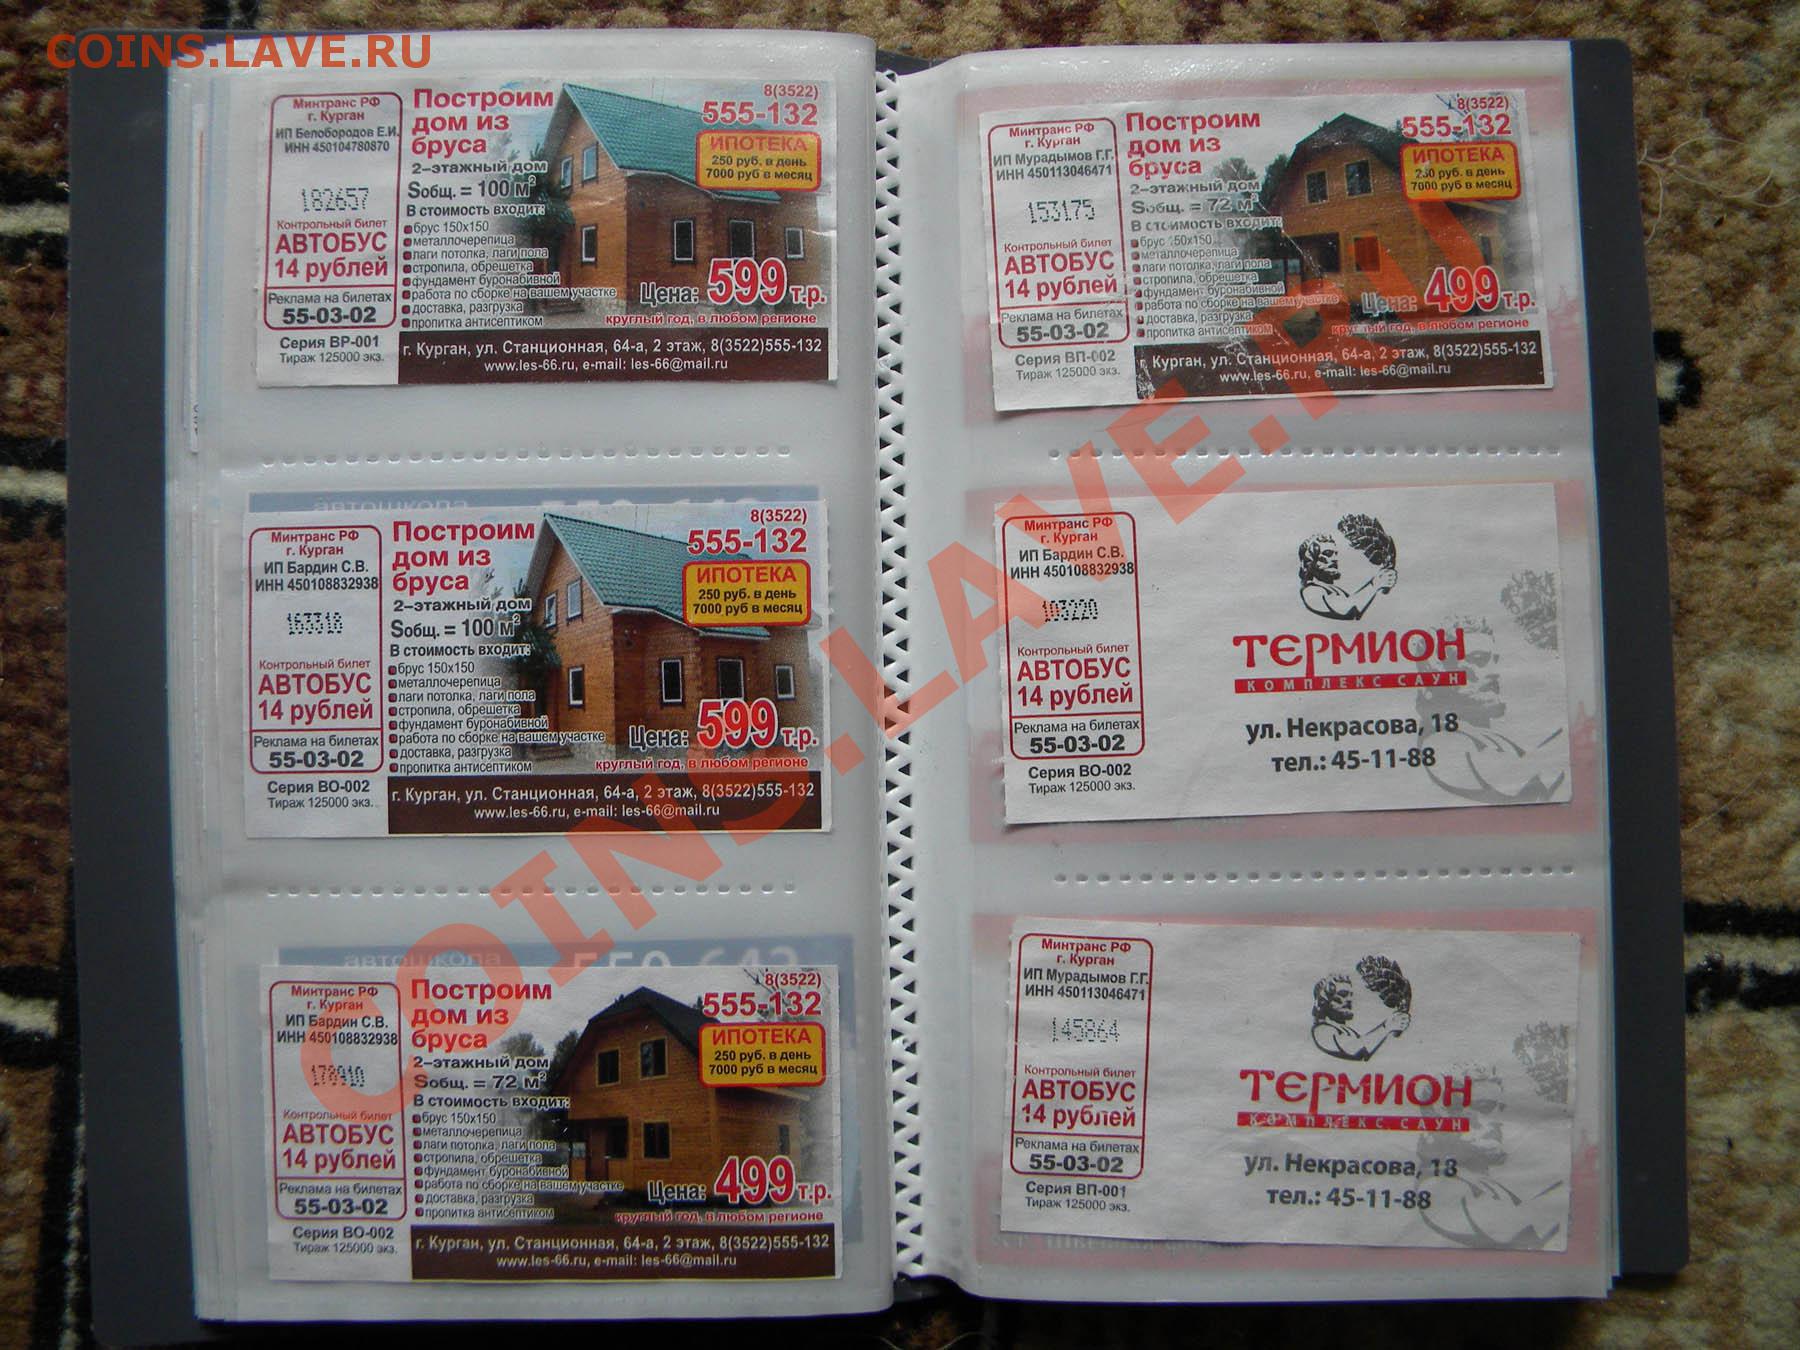 COINS.LAVE.RU
Минтранс РФ
г. Курган
ИП Белобородов Е.И.
ИНН 450104780870
182657
Контрольный билет
АВТОБУС
14 рублей
Реклама на билетах
55-03-02
Серия ВР-001
Тираж 125000 экз.
Построим
дом из
бруса
2-этажный дом
Sобщ. = 100 м2
В стоимость входит:
брус 150х150
металлочерепица
лаги потолка, лаги пола
стропила, обрешетка
фундамент буронабивной
работа по сборке на вашем участке
доставка, разгрузка
пропитка антисептиком
8(3522)
555-132
ИПОТЕКА
250 руб. в день
7000 руб в месяц
Цена: 599 т.р.
круглый год, в любом регионе
г. Курган, ул. Станционная, 64-а, 2 этаж, 8(3522)555-132
www.les-66.ru, e-mail: les-66@mail.ru
автошкола
Минтранс РФ
г. Курган
ИП Бардин С.В.
ИНН 450108832938
163318
Контрольный билет
АВТОБУС
14 рублей
Реклама на билетах
55-03-02
Серия ВО-002
Тираж 125000 экз.
Построим
дом из
бруса
2-этажный дом
Sобщ. = 100 м2
В стоимость входит:
брус 150х150
металлочерепица
лаги потолка, лаги пола
стропила, обрешетка
фундамент буронабивной
работа по сборке на вашем участке
доставка, разгрузка
пропитка антисептиком
8(3522)
555-132
ИПОТЕКА
250 руб. в день
7000 руб в месяц
Цена: 599 т.р.
круглый год, в любом регионе
г. Курган, ул. Станционная, 64-а, 2 этаж, 8(3522)555-132
www.les-66.ru, e-mail: les-66@mail.ru
автошкола 550-642
Минтранс РФ
г. Курган
ИП Бардин С.В.
ИНН 450108832938
178910
Контрольный билет
АВТОБУС
14 рублей
Реклама на билетах
55-03-02
Серия ВО-002
Тираж 125000 экз.
Построим
дом из
бруса
2-этажный дом
Sобщ. = 72 м2
В стоимость входит:
брус 150х150
металлочерепица
лаги потолка, лаги пола
стропила, обрешетка
фундамент буронабивной
работа по сборке на вашем участке
доставка, разгрузка
пропитка антисептиком
8(3522)
555-132
ИПОТЕКА
250 руб. в день
7000 руб в месяц
Цена: 499 т.р.
круглый год, в любом регионе
г. Курган, ул. Станционная, 64-а, 2 этаж, 8(3522)555-132
www.les-66.ru, e-mail: les-66@mail.ru
Минтранс РФ
г. Курган
ИП Мурадымов Г.Г.
ИНН 450113046471
153175
Контрольный билет
АВТОБУС
14 рублей
Реклама на билетах
55-03-02
Серия ВП-002
Тираж 125000 экз.
Построим
дом из
бруса
2-этажный дом
Sобщ. = 72 м2
В стоимость входит:
брус 150х150
металлочерепица
лаги потолка, лаги пола
стропила, обрешетка
фундамент буронабивной
работа по сборке на вашем участке
доставка, разгрузка
пропитка антисептиком
8(3522)
555-132
ИПОТЕКА
250 руб. в день
7000 руб в месяц
Цена: 499 т.р.
круглый год, в любом регионе
г. Курган, ул. Станционная, 64-а, 2 этаж, 8(3522)555-132
www.les-66.ru, e-mail: les-66@mail.ru
Минтранс РФ
г. Курган
ИП Бардин С.В.
ИНН 450108832938
103220
Контрольный билет
АВТОБУС
14 рублей
Реклама на билетах
55-03-02
Серия ВО-002
Тираж 125000 экз.
ТЕРМИОН
КОМПЛЕКС САУН
ул. Некрасова, 18
тел.: 45-11-88
Минтранс РФ
г. Курган
ИП Мурадымов Г.Г.
ИНН 450113046471
145864
Контрольный билет
АВТОБУС
14 рублей
Реклама на билетах
55-03-02
Серия ВП-001
Тираж 125000 экз.
ТЕРМИОН
КОМПЛЕКС САУН
ул. Некрасова, 18
тел.: 45-11-88
COINS.LAVE.RU